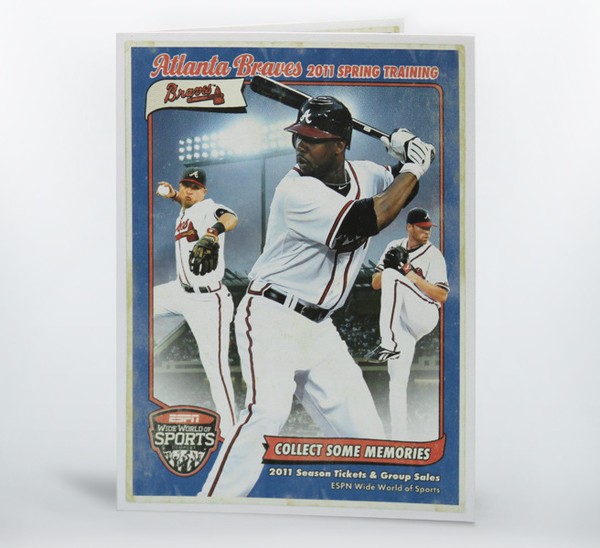 Atlanta Braves 2011 SPRING TRAINING
Braves
A
ESPN
WIDE WORLD OF
SPORTS
COLLECT SOME MEMORIES
2011 Season Tickets & Group Sales
ESPN Wide World of Sports